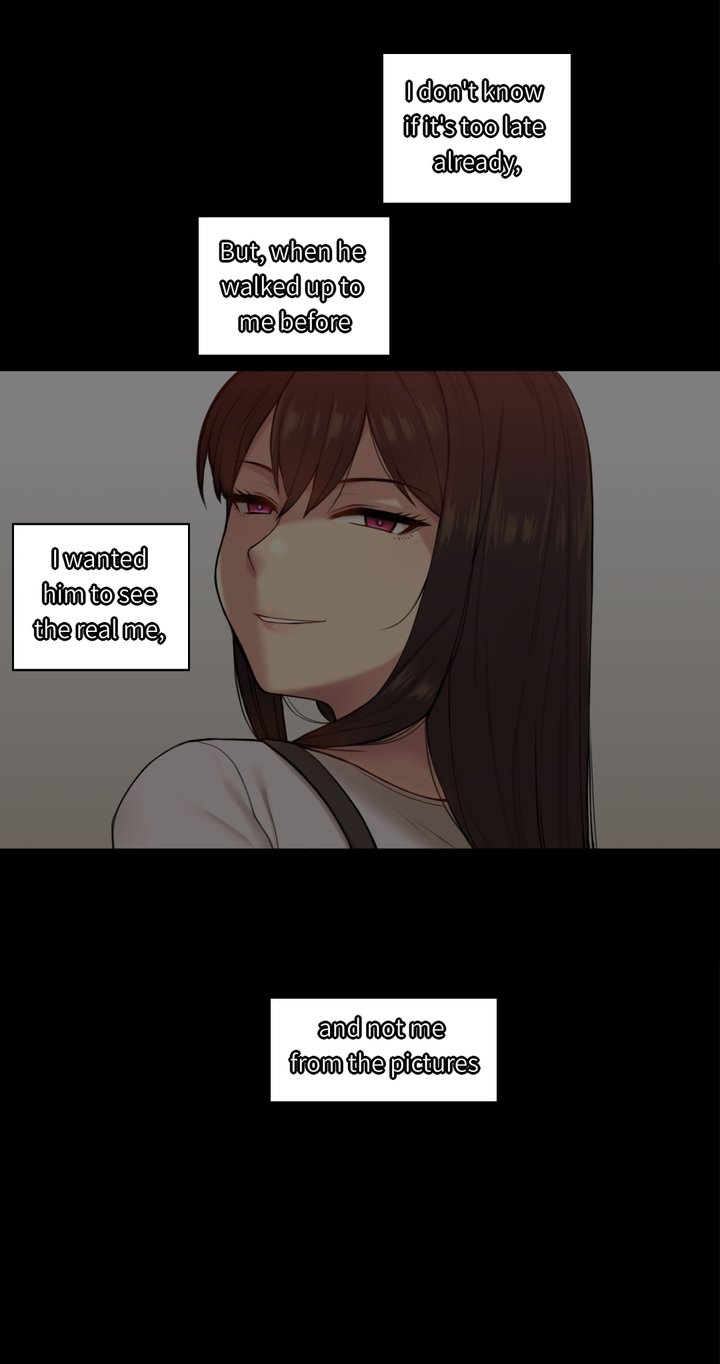 I don't know
if it's too late
already,
But, when he
walked up to
me before
I wanted
him to see
the real me,
and not me
from the pictures